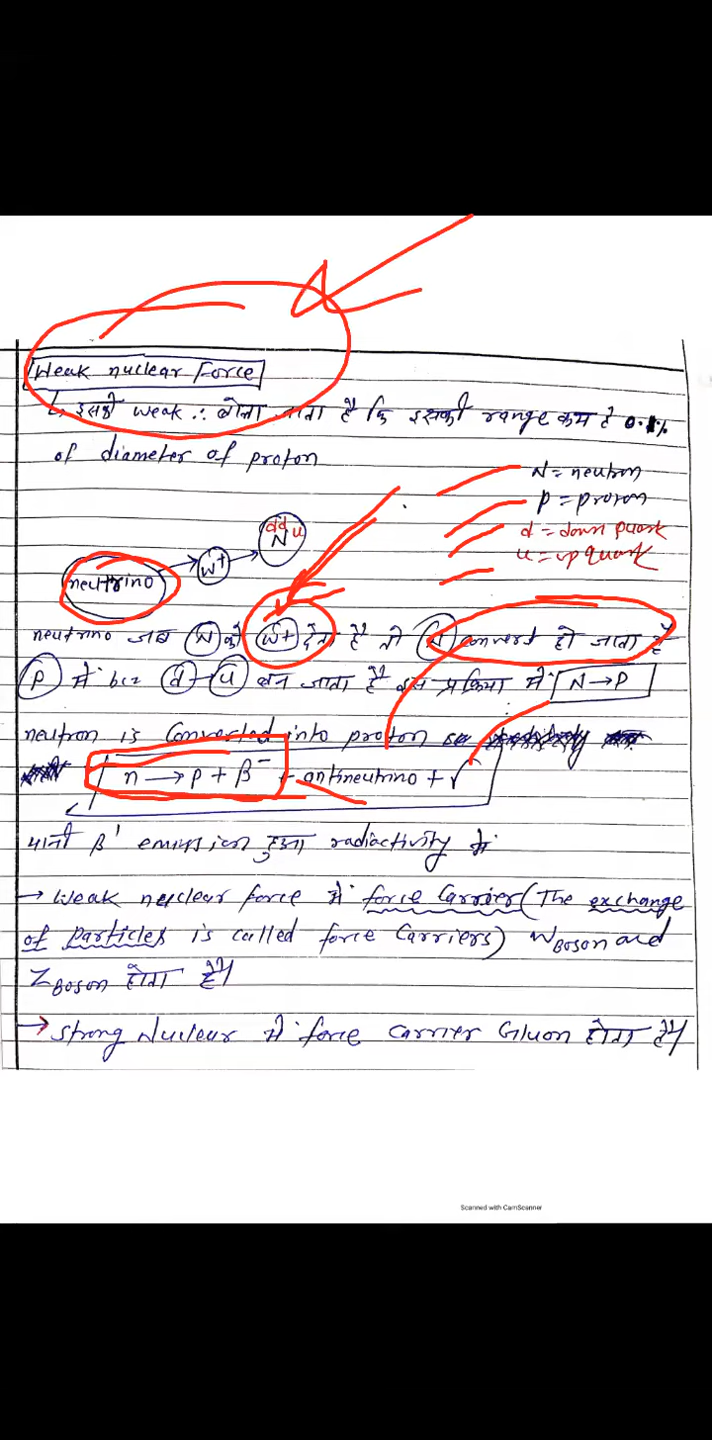 Weak nuclear force
↳ इसको weak ∴ बोला जाता है कि इसकी range कम है 0.1%
of diameter of proton
N = neutron
P = proton
d = down quark
u = up quark
neutrino → W+ → ddu N
neutrino जब N को W+ देता है तो N convert हो जाता है
P में bcz d → u बन जाता है इस प्रक्रिया में N → P
neutron is converted into proton
n → p + β⁻ + antineutrino + r
यानी β⁻ emission हुआ radiactivity में
→ Weak nuclear force में force carrier (The exchange
of particles is called force carriers) W Boson and
Z Boson होता है।
→ strong Nuclear में force carrier Gluon होता है।
Scanned with CamScanner